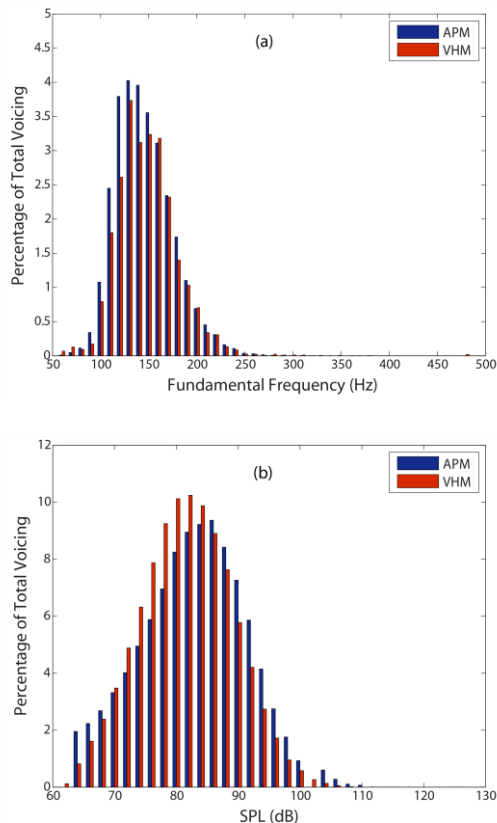 5
4.5
4
3.5
3
2.5
2
1.5
1
0.5
0
Percentage of Total Voicing
(a)
APM
VHM
50 100 150 200 250 300 350 400 450 500
Fundamental Frequency (Hz)
12
10
8
6
4
2
0
Percentage of Total Voicing
(b)
APM
VHM
60 70 80 90 100 110 120 130
SPL (dB)